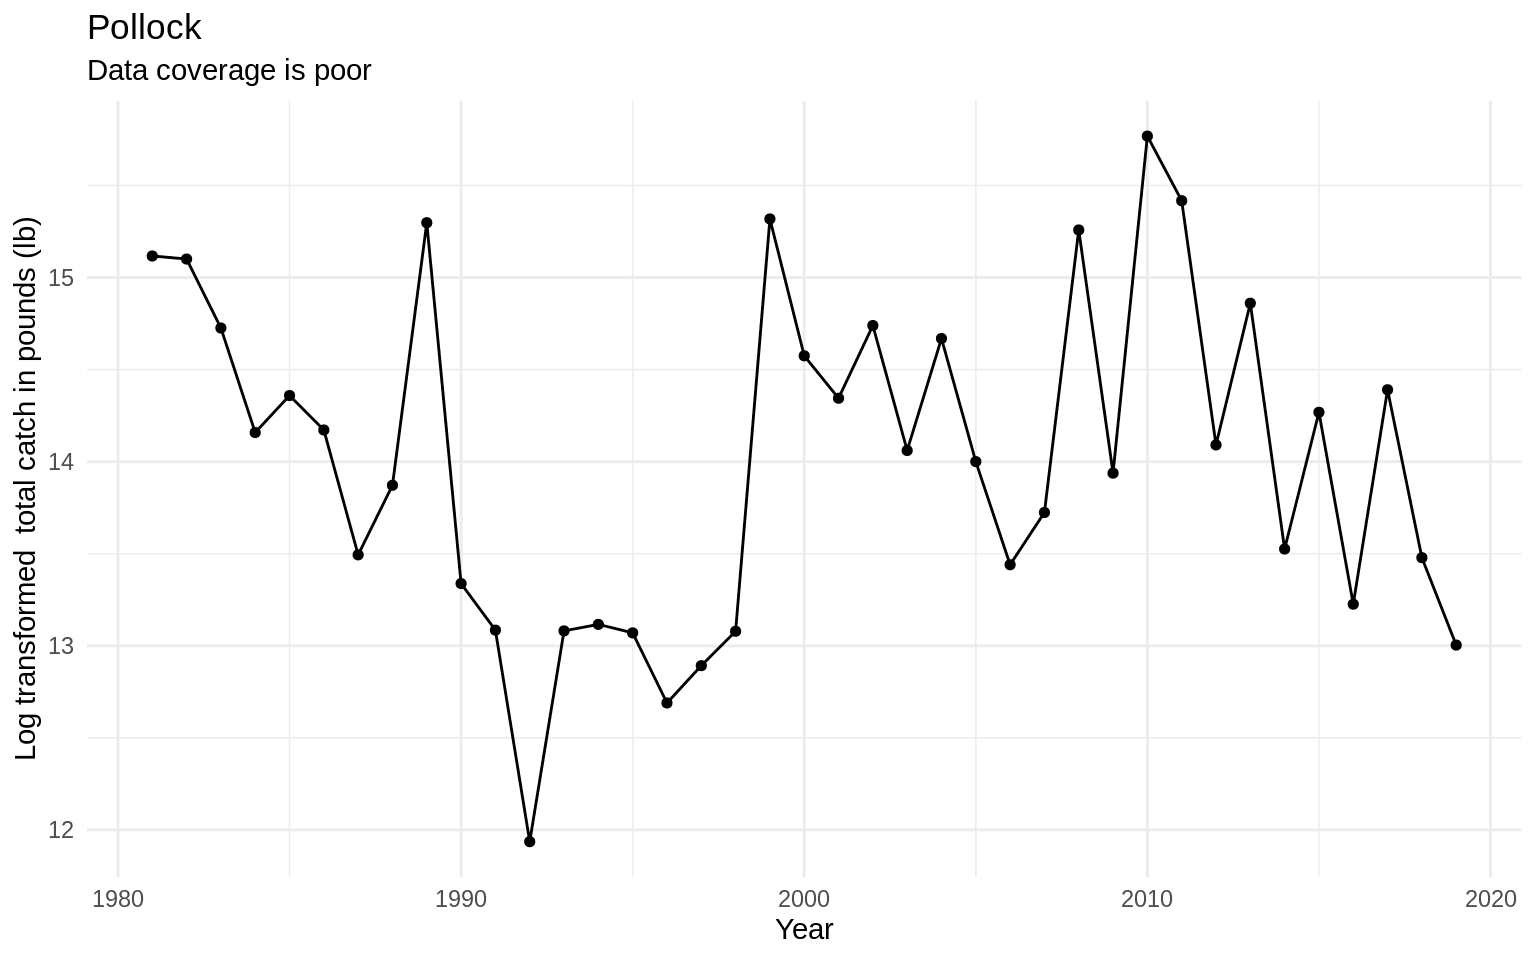 Pollock
Data coverage is poor
Log transformed  total catch in pounds (lb)
15
14
13
12
1980 1990 2000 2010 2020
Year